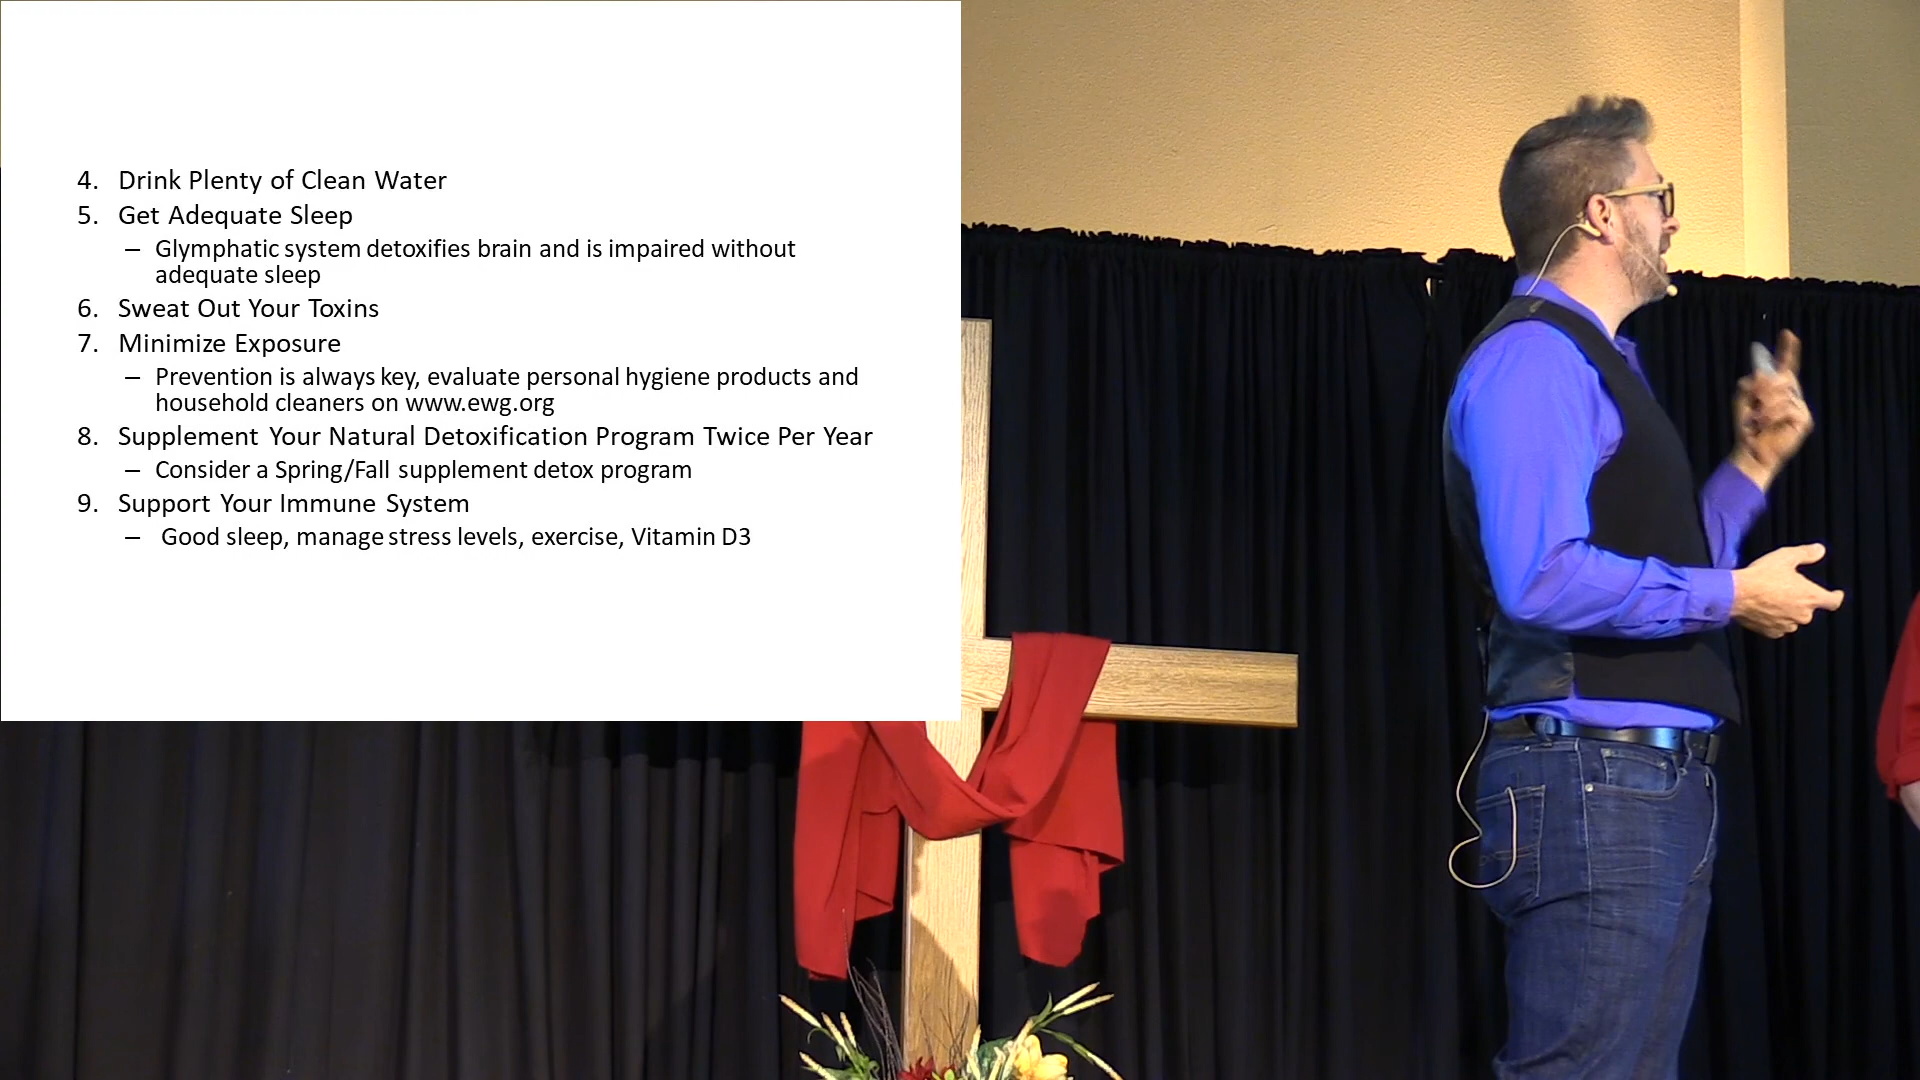 4. Drink Plenty of Clean Water
5. Get Adequate Sleep
– Glymphatic system detoxifies brain and is impaired without
adequate sleep
6. Sweat Out Your Toxins
7. Minimize Exposure
– Prevention is always key, evaluate personal hygiene products and
household cleaners on www.ewg.org
8. Supplement Your Natural Detoxification Program Twice Per Year
– Consider a Spring/Fall supplement detox program
9. Support Your Immune System
– Good sleep, manage stress levels, exercise, Vitamin D3